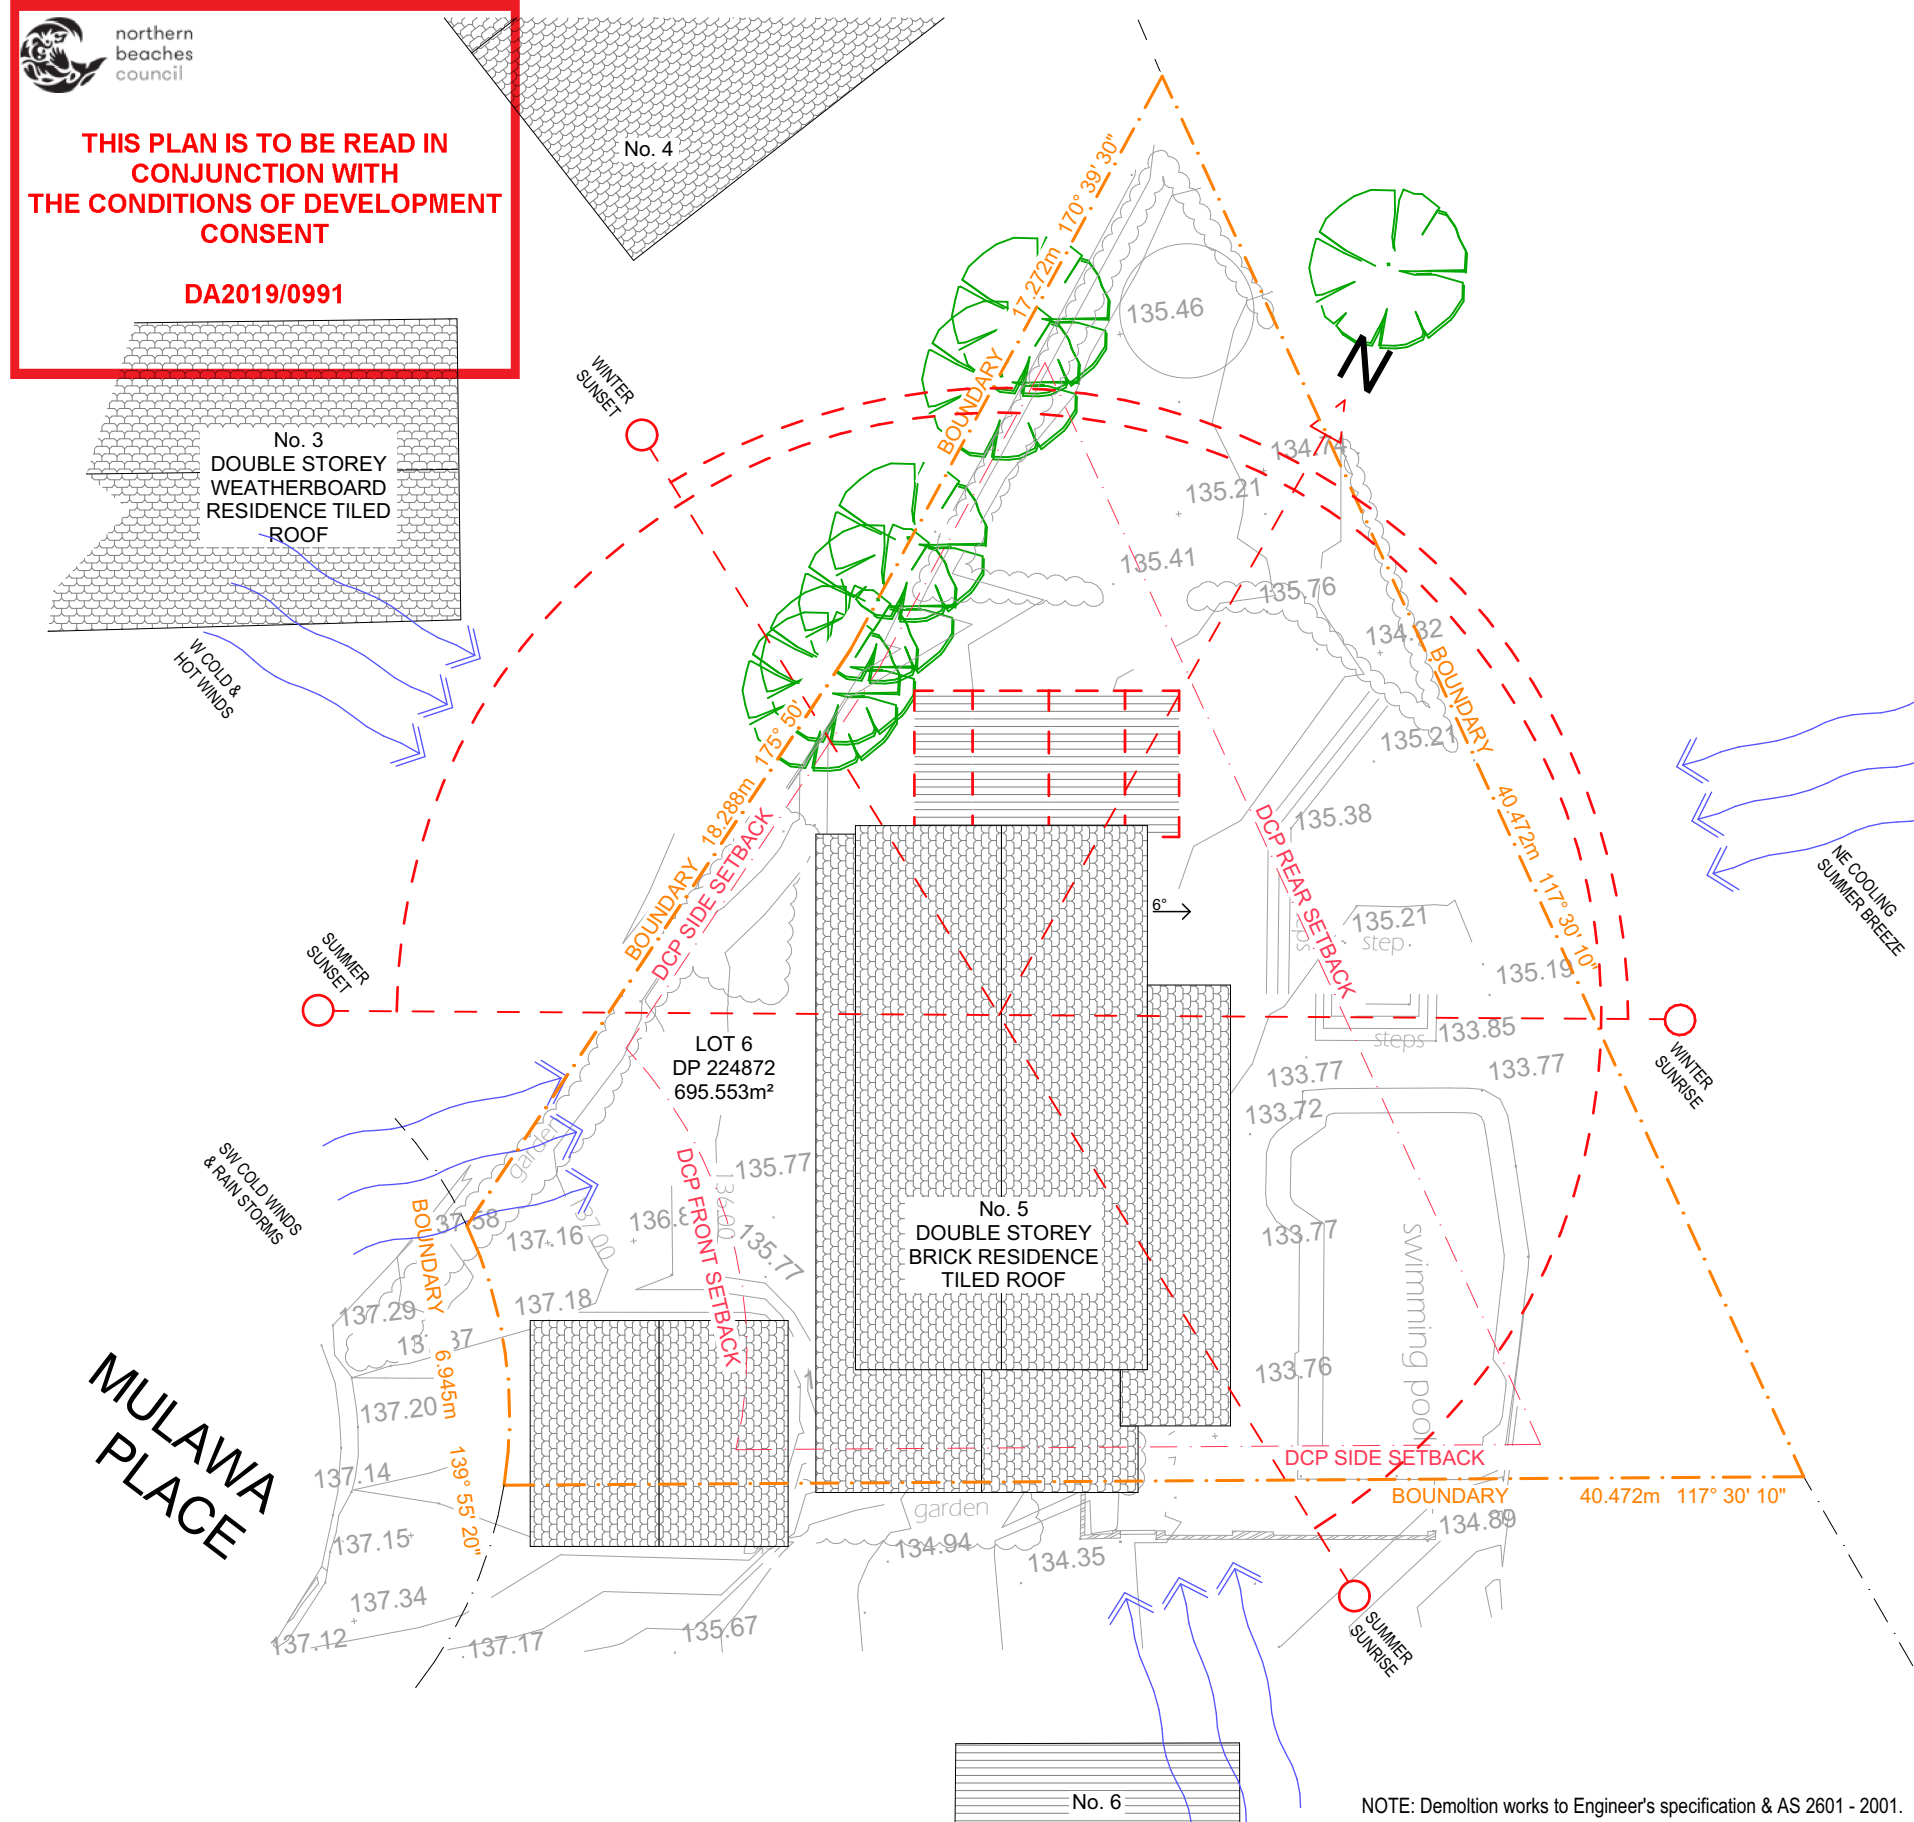 northern
beaches
council
THIS PLAN IS TO BE READ IN
CONJUNCTION WITH
THE CONDITIONS OF DEVELOPMENT
CONSENT
DA2019/0991
No. 4
No. 3
DOUBLE STOREY
WEATHERBOARD
RESIDENCE TILED
ROOF
WINTER
SUNSET
N
BOUNDARY 17.272m 170° 39' 30"
135.46
134.74
135.21
135.41
135.76
134.32
135.21
135.38
W COLD &
HOT WINDS
BOUNDARY 18.288m 175° 50'
DCP SIDE SETBACK
BOUNDARY 40.472m 117° 30' 10"
DCP REAR SETBACK
NE COOLING
SUMMER BREEZE
6°
135.21
step
135.19
steps
133.85
133.77
133.77
133.72
SUMMER
SUNSET
WINTER
SUNRISE
LOT 6
DP 224872
695.553m²
SW COLD WINDS
& RAIN STORMS
garden
DCP FRONT SETBACK
135.77
136.00
135.77
137.16
137.18
137.29
137.20
137.14
137.15
137.34
137.12
137.17
135.67
BOUNDARY 6.945m 139° 55' 20"
MULAWA
PLACE
No. 5
DOUBLE STOREY
BRICK RESIDENCE
TILED ROOF
133.77
swimming pool
133.76
DCP SIDE SETBACK
BOUNDARY 40.472m 117° 30' 10"
garden
134.94
134.35
134.89
SUMMER
SUNRISE
No. 6
NOTE: Demoltion works to Engineer's specification & AS 2601 - 2001.